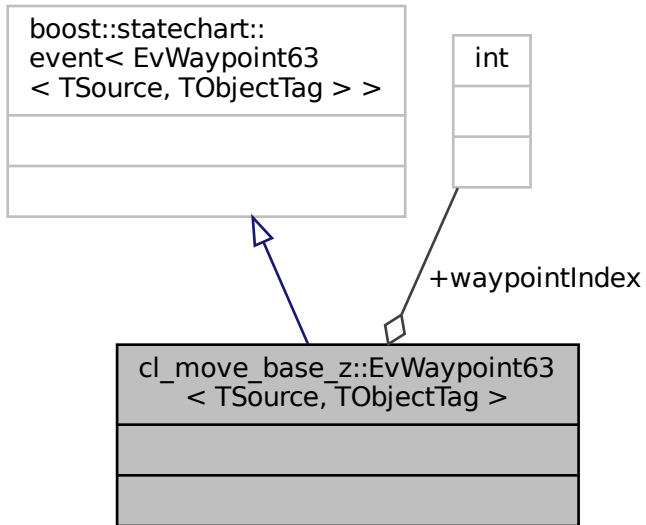 boost::statechart::
event< EvWaypoint63
< TSource, TObjectTag > >
int
+waypointIndex
cl_move_base_z::EvWaypoint63
< TSource, TObjectTag >